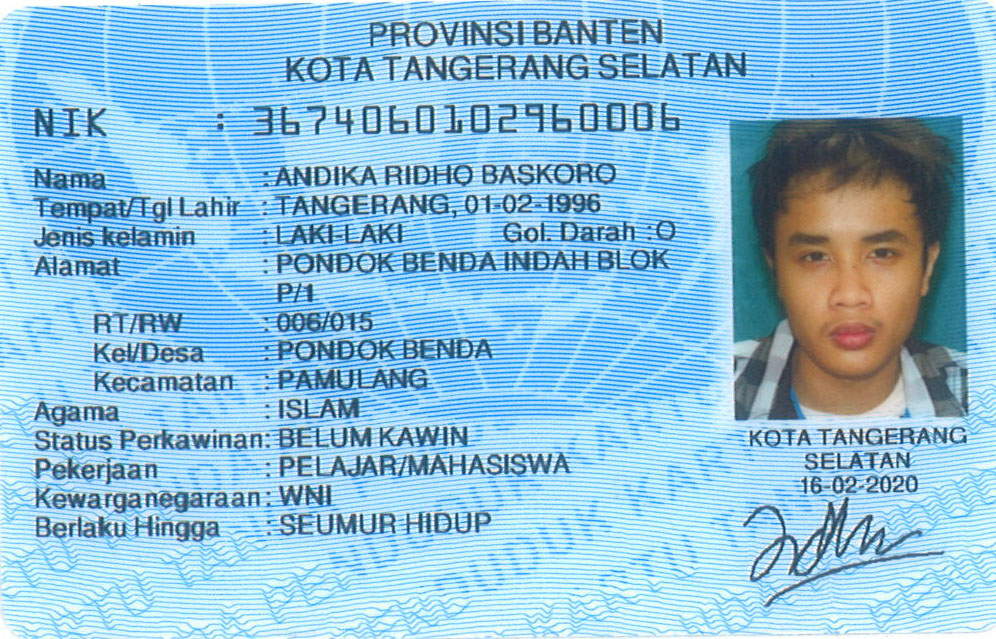 PROVINSI BANTEN
KOTA TANGERANG SELATAN
NIK : 3674060102960006
Nama : ANDIKA RIDHO BASKORO
Tempat/Tgl Lahir : TANGERANG, 01-02-1996
Jenis kelamin : LAKI-LAKI Gol. Darah : O
Alamat : PONDOK BENDA INDAH BLOK
P/1
RT/RW : 006/015
Kel/Desa : PONDOK BENDA
Kecamatan : PAMULANG
Agama : ISLAM
Status Perkawinan: BELUM KAWIN
Pekerjaan : PELAJAR/MAHASISWA
Kewarganegaraan : WNI
Berlaku Hingga : SEUMUR HIDUP
KOTA TANGERANG
SELATAN
16-02-2020